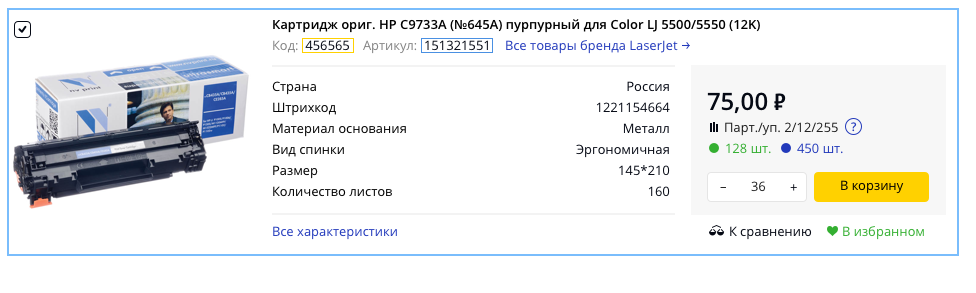 Картридж ориг. HP C9733A (№645A) пурпурный для Color LJ 5500/5550 (12K)
Код: 456565 Артикул: 151321551 Все товары бренда LaserJet →
nv print
Страна Россия
Штрихкод 1221154664
Материал основания Металл
Вид спинки Эргономичная
Размер 145*210
Количество листов 160
Все характеристики
75,00 ₽
Парт./уп. 2/12/255 ?
128 шт. 450 шт.
– 36 + В корзину
К сравнению В избранном